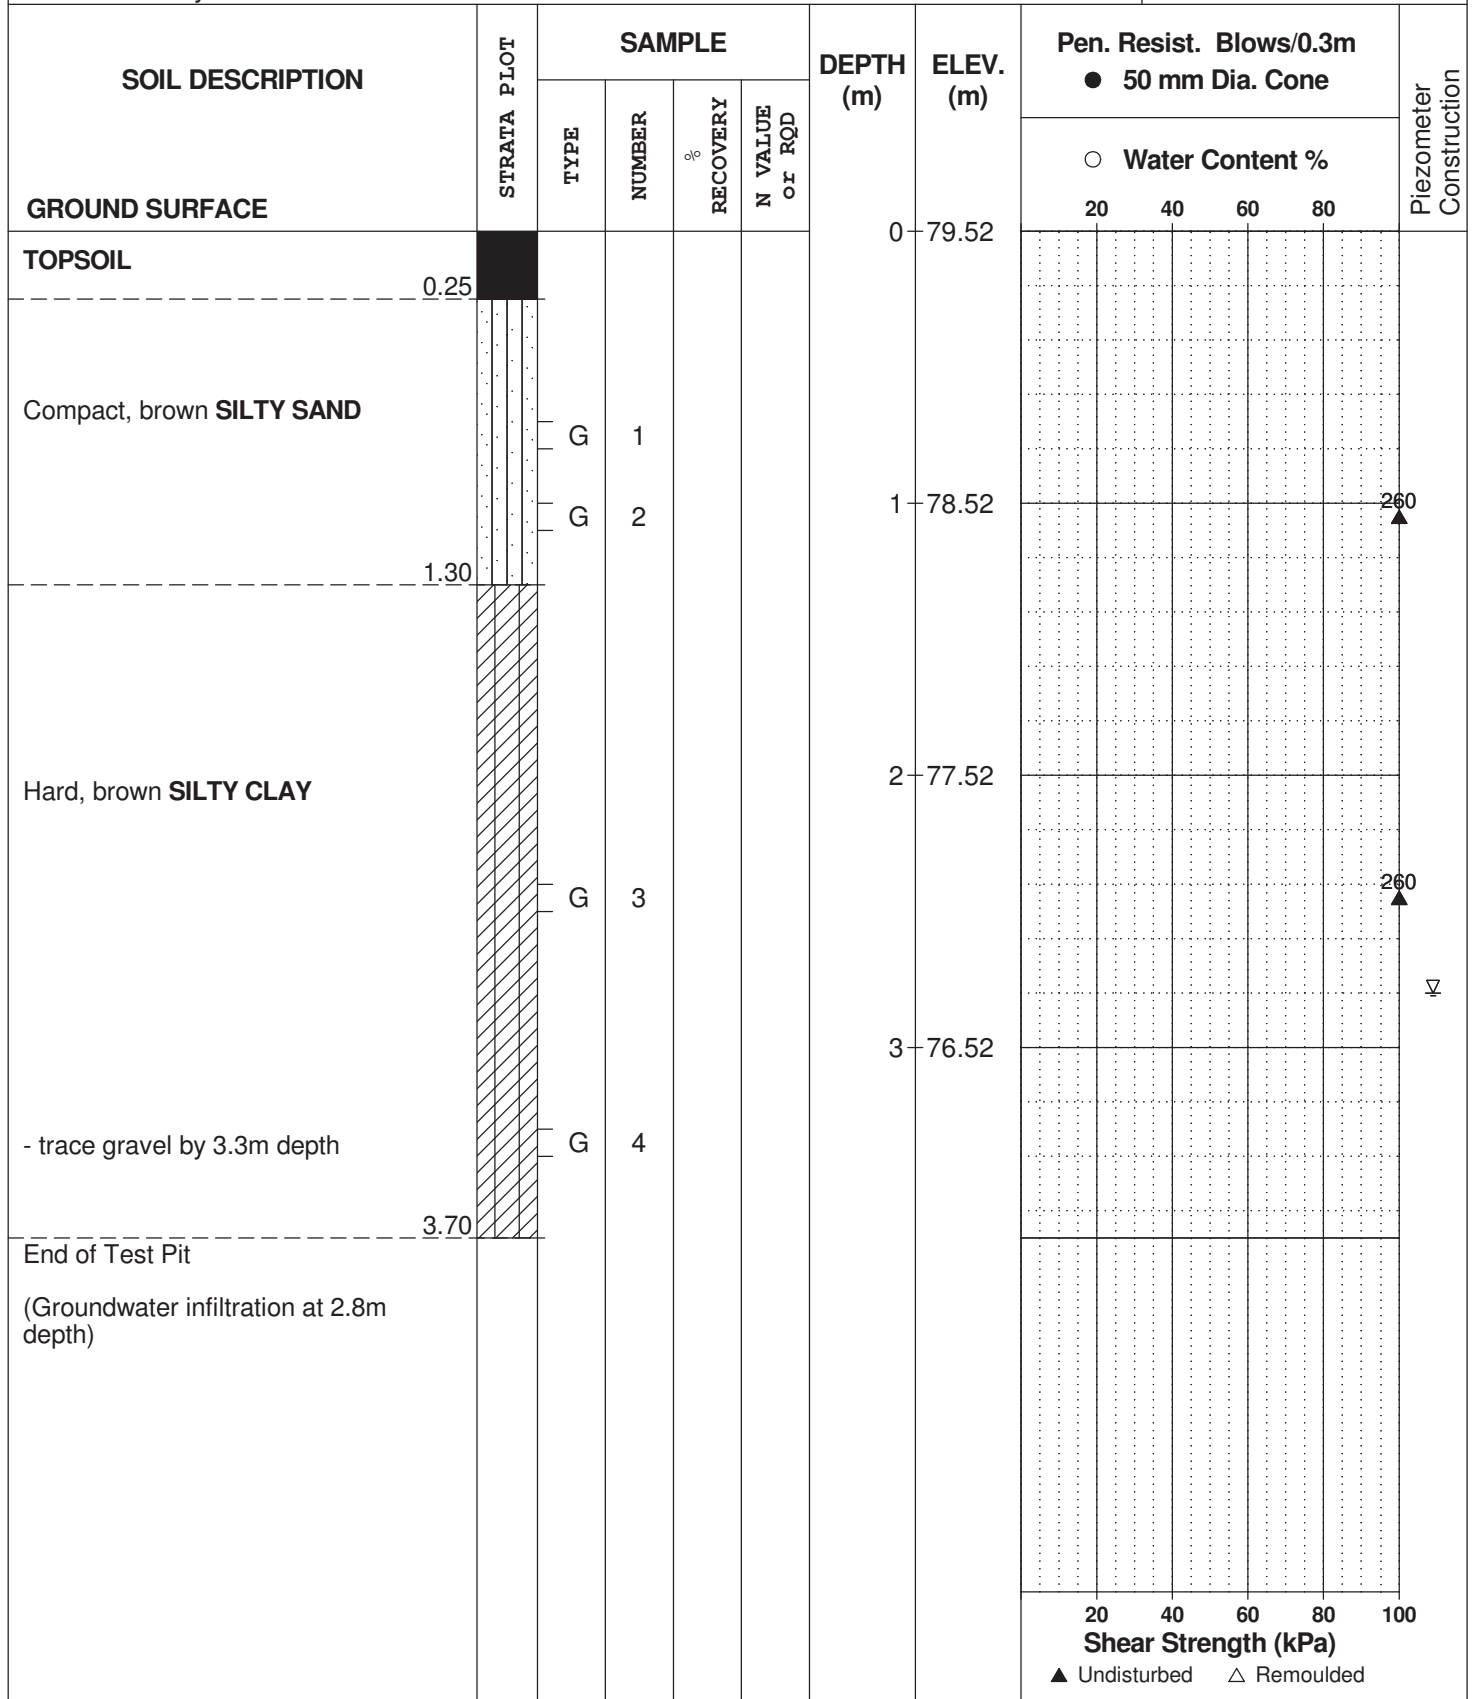 SOIL DESCRIPTION
GROUND SURFACE
STRATA PLOT
SAMPLE
TYPE
NUMBER
%
RECOVERY
N VALUE
or RQD
DEPTH
(m)
ELEV.
(m)
Pen. Resist. Blows/0.3m
● 50 mm Dia. Cone
○ Water Content %
20 40 60 80
Piezometer
Construction
0 79.52
TOPSOIL
0.25
Compact, brown SILTY SAND
G 1
1 78.52
260
G 2
1.30
2 77.52
Hard, brown SILTY CLAY
260
G 3
3 76.52
- trace gravel by 3.3m depth
G 4
3.70
End of Test Pit
(Groundwater infiltration at 2.8m
depth)
20 40 60 80 100
Shear Strength (kPa)
▲ Undisturbed △ Remoulded